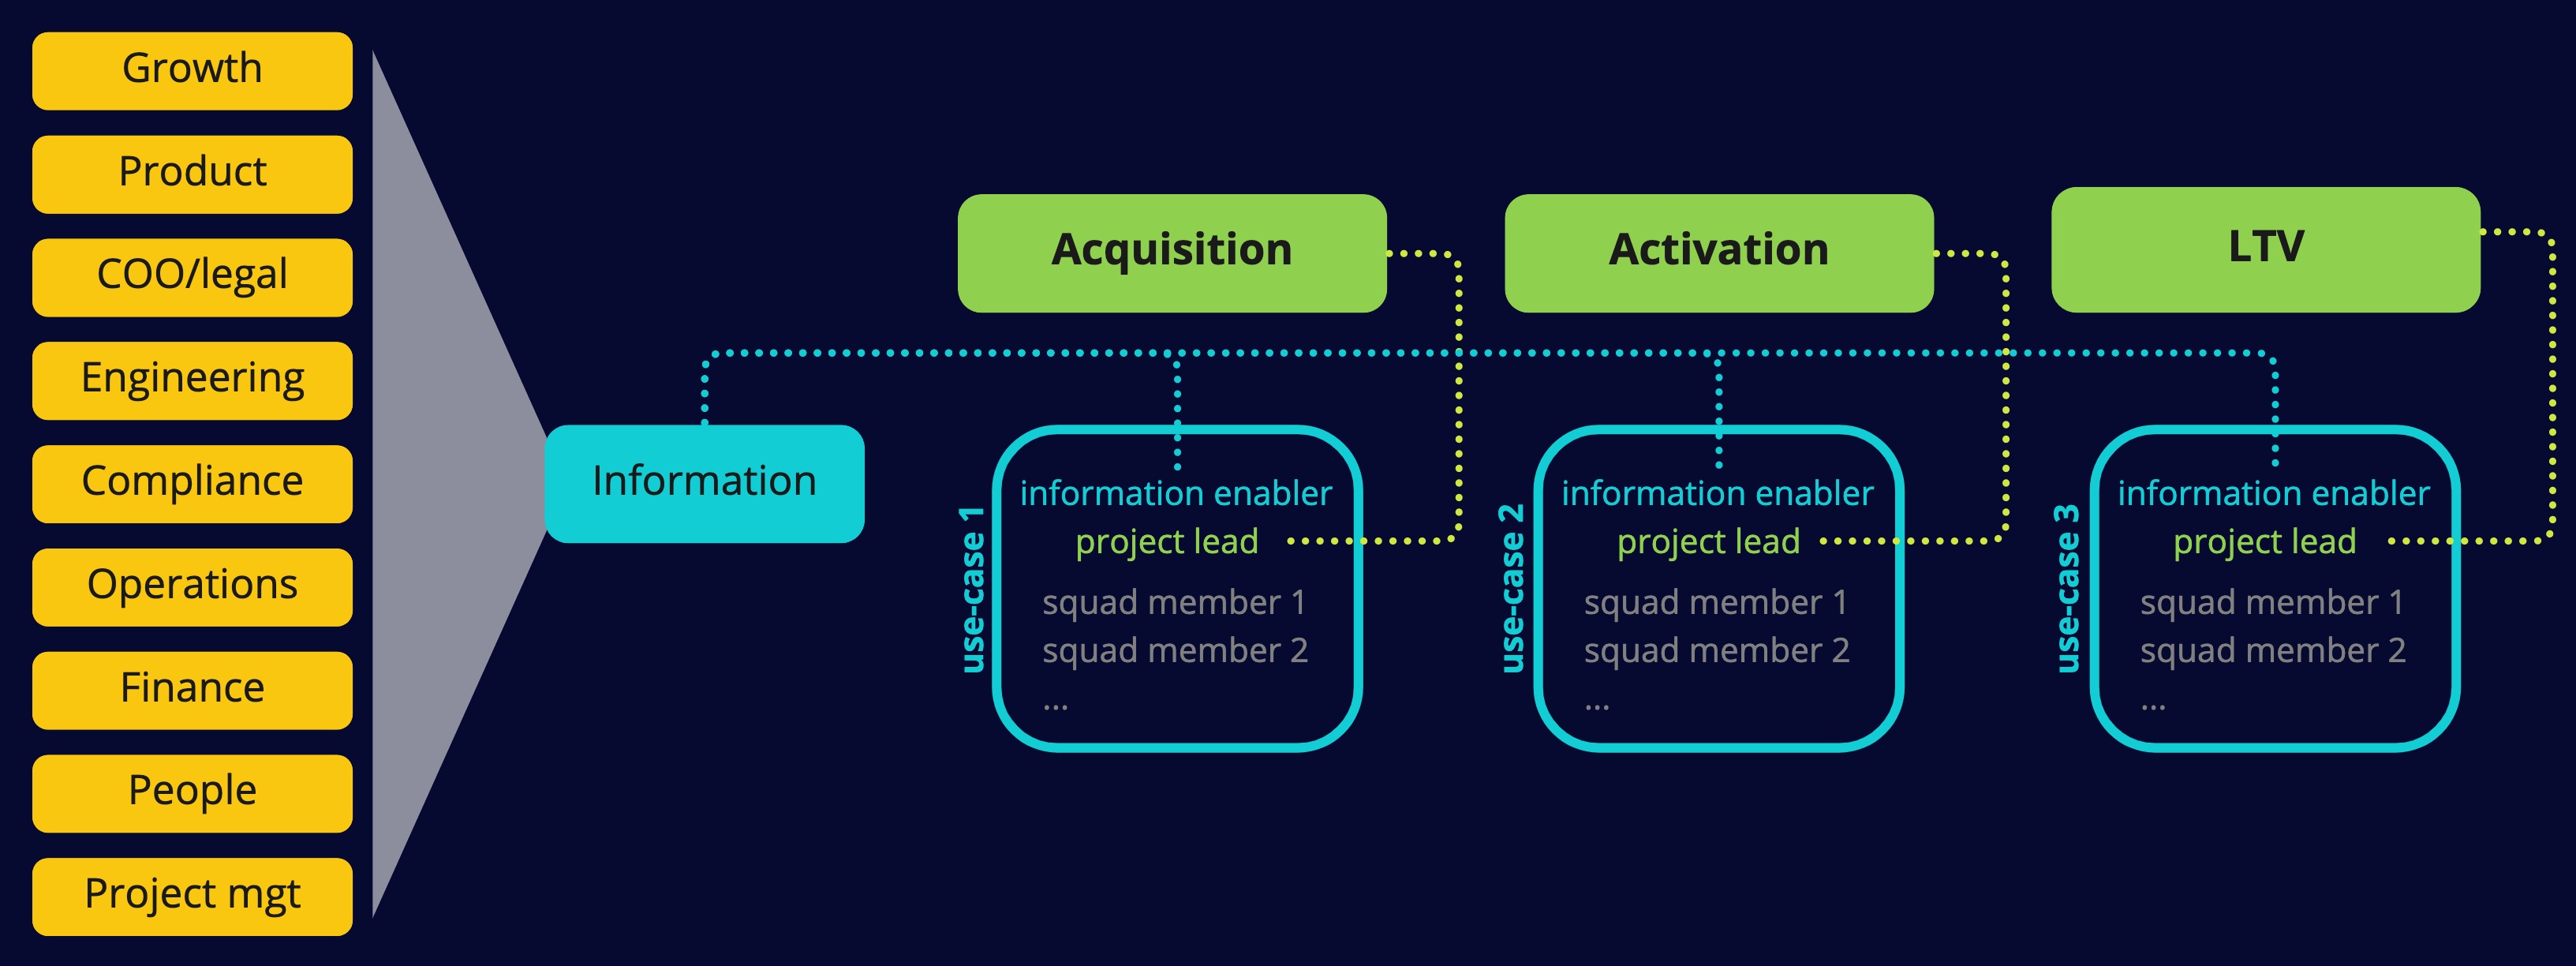 Growth
Product
COO/legal
Engineering
Compliance
Operations
Finance
People
Project mgt
Information
Acquisition
use-case 1
information enabler
project lead
squad member 1
squad member 2
...
Activation
use-case 2
information enabler
project lead
squad member 1
squad member 2
...
LTV
use-case 3
information enabler
project lead
squad member 1
squad member 2
...